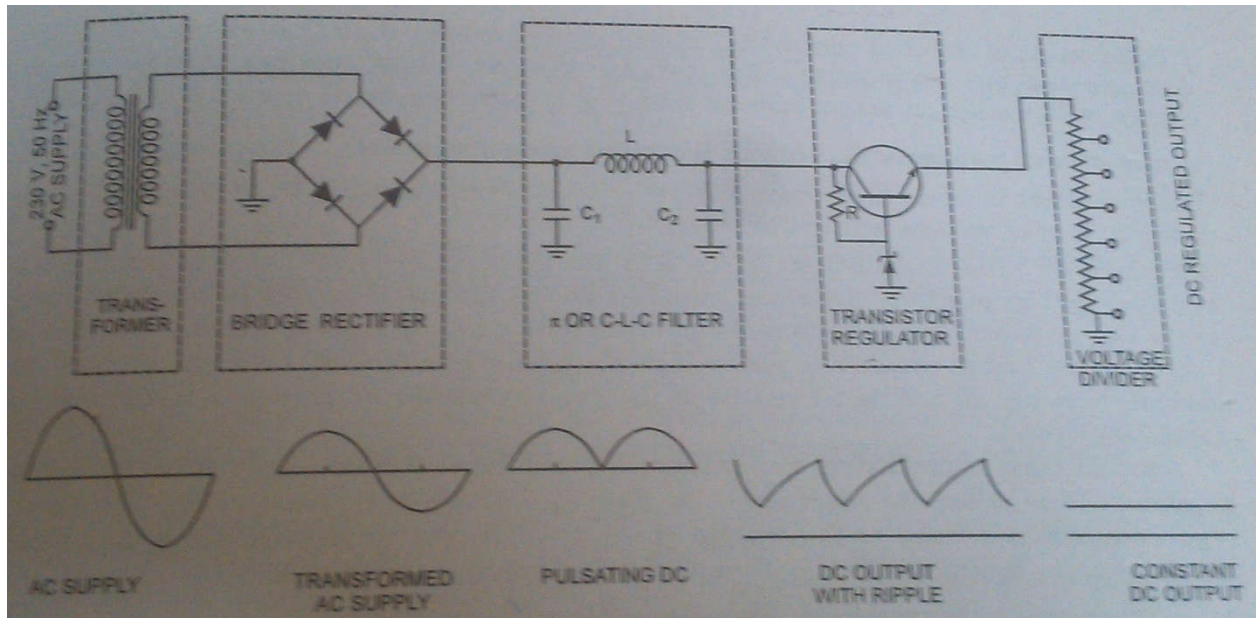 230 V, 50 Hz
AC SUPPLY
TRANS-
FORMER
BRIDGE RECTIFIER
L
C₁
C₂
π OR C-L-C FILTER
R
TRANSISTOR
REGULATOR
VOLTAGE
DIVIDER
DC REGULATED OUTPUT
AC SUPPLY
TRANSFORMED
AC SUPPLY
PULSATING DC
DC OUTPUT
WITH RIPPLE
CONSTANT
DC OUTPUT